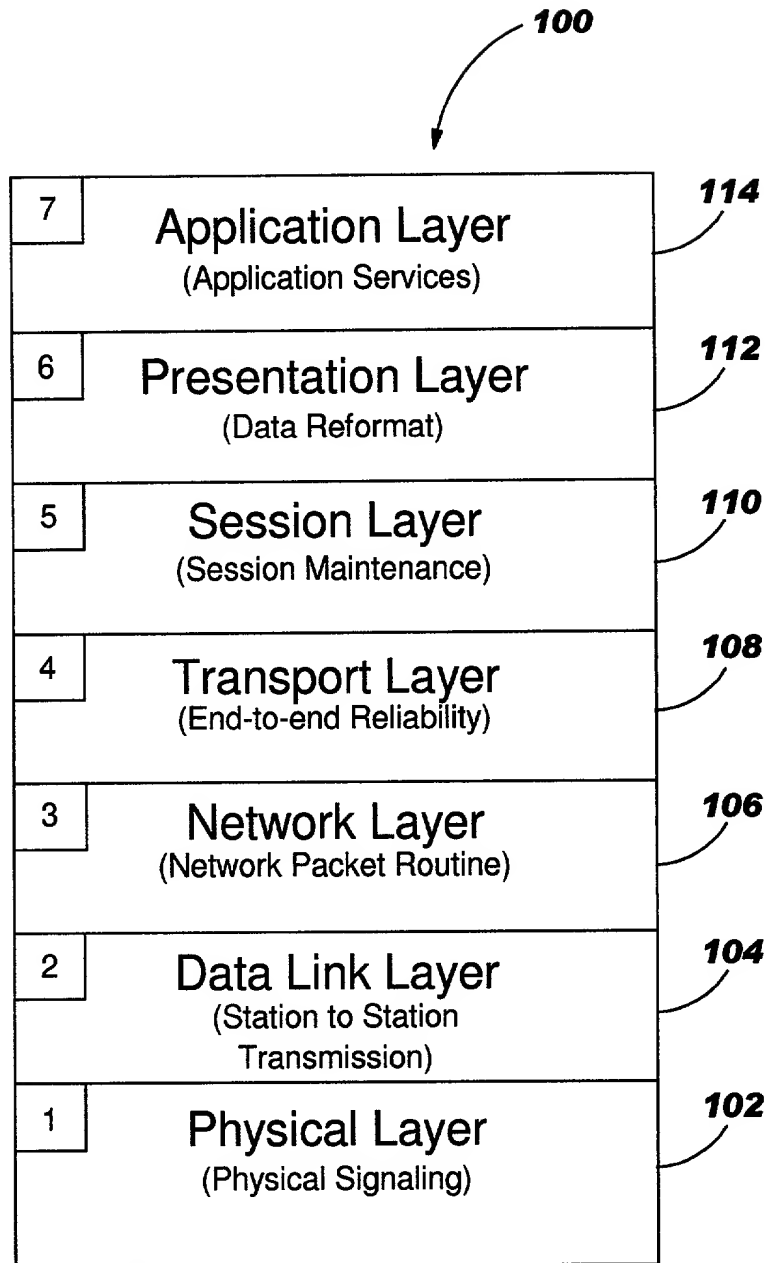 100
7
Application Layer
(Application Services)
114
6
Presentation Layer
(Data Reformat)
112
5
Session Layer
(Session Maintenance)
110
4
Transport Layer
(End-to-end Reliability)
108
3
Network Layer
(Network Packet Routine)
106
2
Data Link Layer
(Station to Station
Transmission)
104
1
Physical Layer
(Physical Signaling)
102